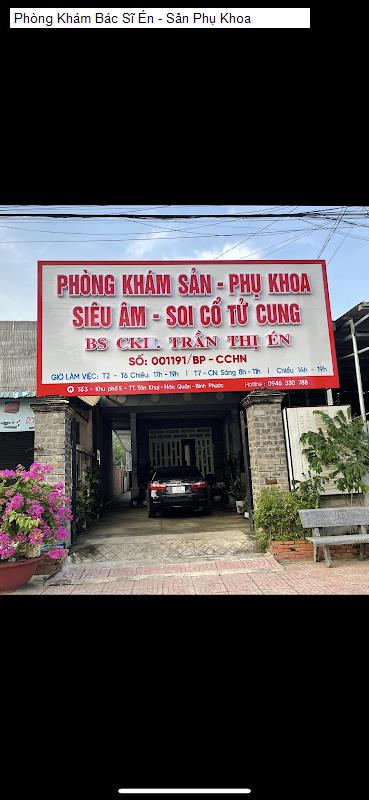 Phòng Khám Bác Sĩ Én - Sản Phụ Khoa
PHÒNG KHÁM SẢN - PHỤ KHOA
SIÊU ÂM - SOI CỔ TỬ CUNG
BS CKI . TRẦN THỊ ÉN
SỐ: 001191/BP - CCHN
GIỜ LÀM VIỆC: T2 - T6 Chiều: 17h - 19h | T7 - CN: Sáng 8h - 11h | Chiều 14h - 19h
Tổ 3 - Khu phố 5 - TT. Tân Khai - Hớn Quản - Bình Phước Hotline: 0946 330 788